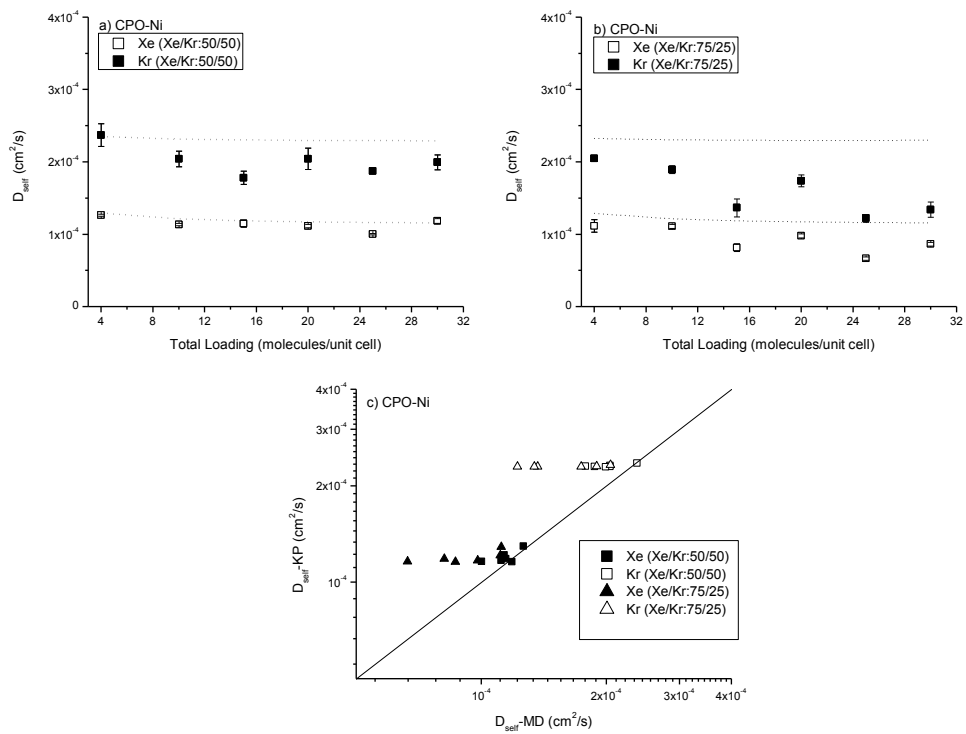 a) CPO-Ni
Xe (Xe/Kr:50/50)
Kr (Xe/Kr:50/50)
4x10⁻⁴
3x10⁻⁴
2x10⁻⁴
1x10⁻⁴
0
D_self (cm²/s)
4 8 12 16 20 24 28 32
Total Loading (molecules/unit cell)
b) CPO-Ni
Xe (Xe/Kr:75/25)
Kr (Xe/Kr:75/25)
4x10⁻⁴
3x10⁻⁴
2x10⁻⁴
1x10⁻⁴
0
D_self (cm²/s)
4 8 12 16 20 24 28 32
Total Loading (molecules/unit cell)
c) CPO-Ni
4x10⁻⁴
3x10⁻⁴
2x10⁻⁴
10⁻⁴
D_self-KP (cm²/s)
Xe (Xe/Kr:50/50)
Kr (Xe/Kr:50/50)
Xe (Xe/Kr:75/25)
Kr (Xe/Kr:75/25)
10⁻⁴ 2x10⁻⁴ 3x10⁻⁴ 4x10⁻⁴
D_self-MD (cm²/s)